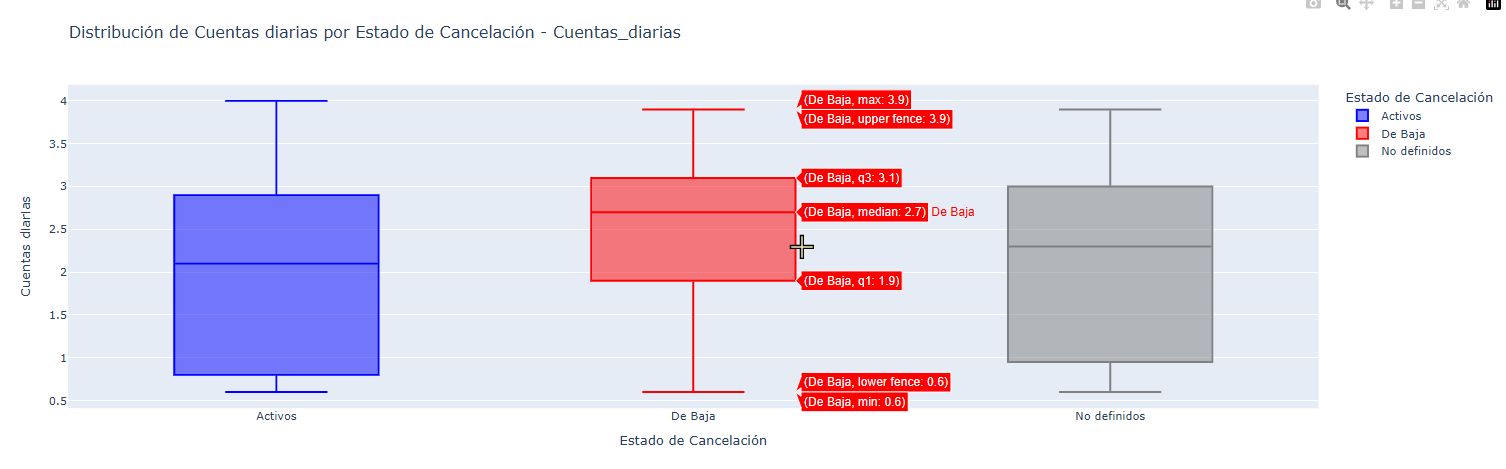 Distribución de Cuentas diarias por Estado de Cancelación - Cuentas_diarias
Estado de Cancelación
Activos
De Baja
No definidos
Cuentas diarias
4
3.5
3
2.5
2
1.5
1
0.5
(De Baja, max: 3.9)
(De Baja, upper fence: 3.9)
(De Baja, q3: 3.1)
(De Baja, median: 2.7) De Baja
(De Baja, q1: 1.9)
(De Baja, lower fence: 0.6)
(De Baja, min: 0.6)
Activos
De Baja
No definidos
Estado de Cancelación